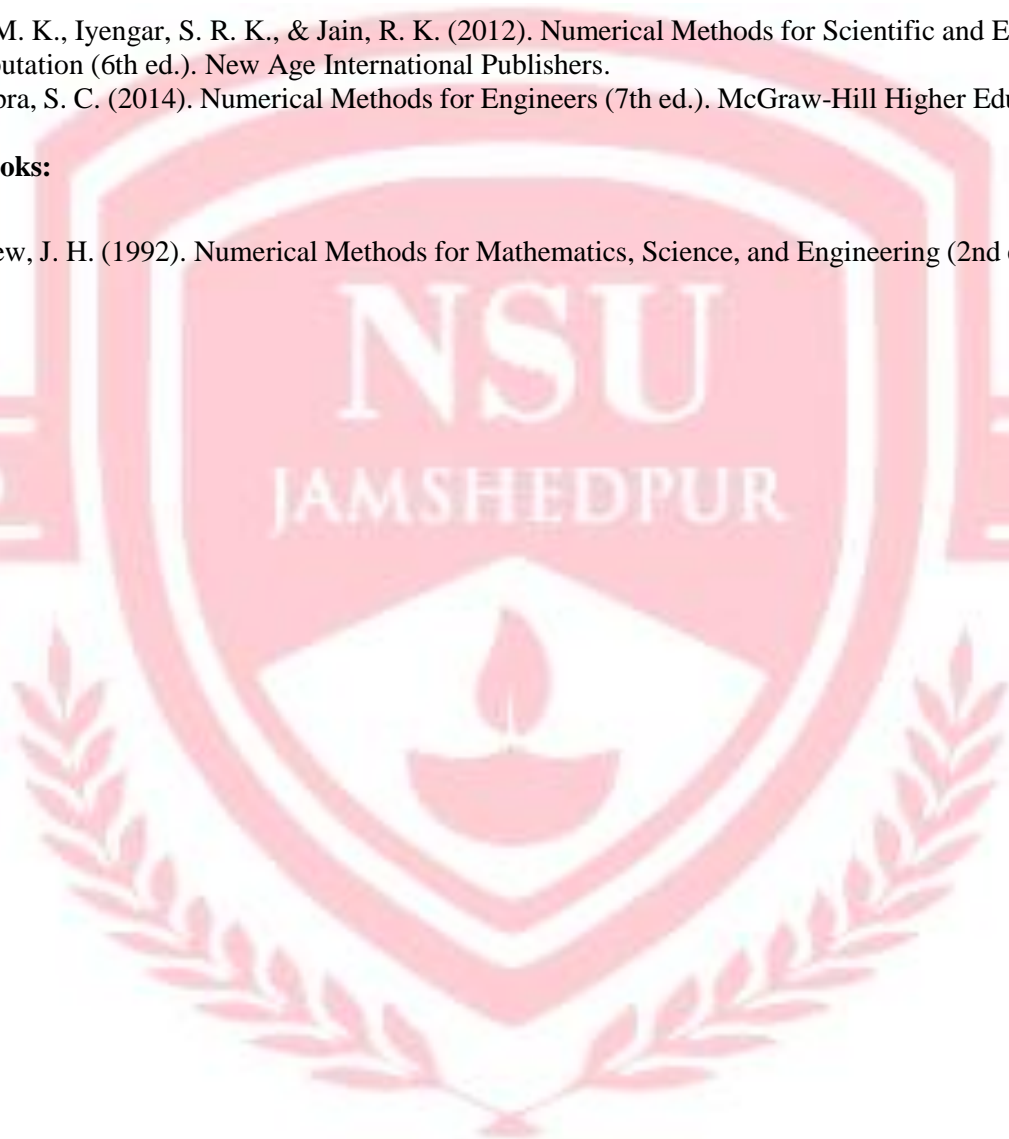 M. K., Iyengar, S. R. K., & Jain, R. K. (2012). Numerical Methods for Scientific and E
putation (6th ed.). New Age International Publishers.
pra, S. C. (2014). Numerical Methods for Engineers (7th ed.). McGraw-Hill Higher Edu
oks:
ew, J. H. (1992). Numerical Methods for Mathematics, Science, and Engineering (2nd
NSU
JAMSHEDPUR